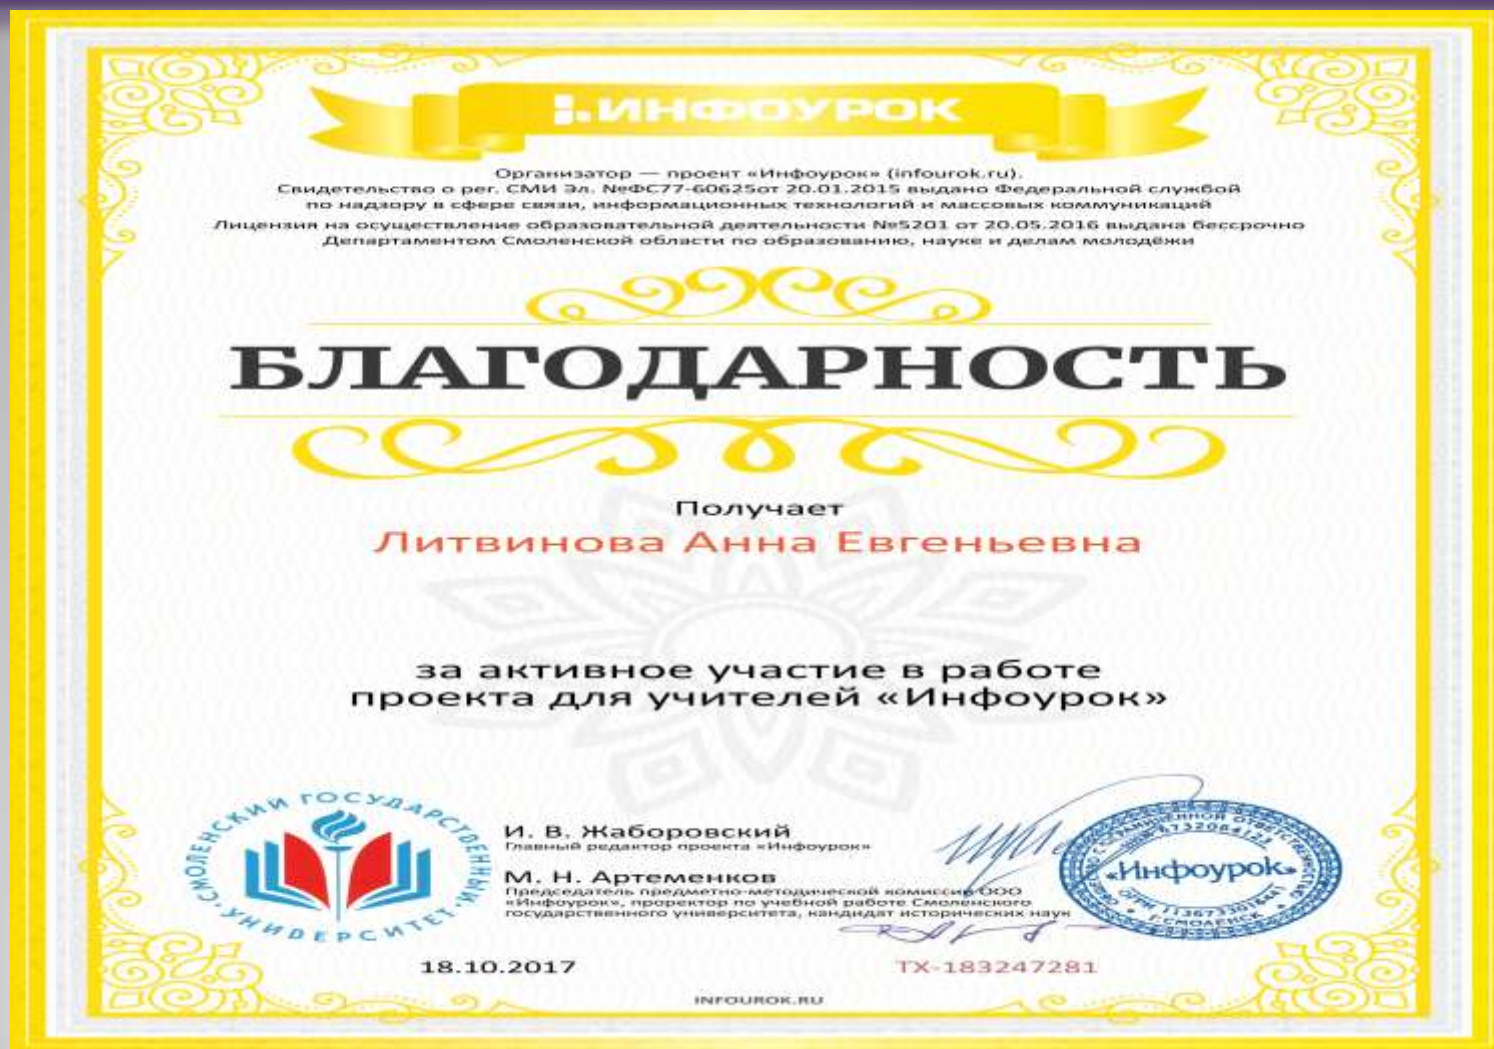 ИНФОУРОК
Организатор — проект «Инфоурок» (infourok.ru).
Свидетельство о рег. СМИ Эл. №ФС77-60625от 20.01.2015 выдано Федеральной службой
по надзору в сфере связи, информационных технологий и массовых коммуникаций
Лицензия на осуществление образовательной деятельности №5201 от 20.05.2016 выдана бессрочно
Департаментом Смоленской области по образованию, науке и делам молодёжи
БЛАГОДАРНОСТЬ
Получает
Литвинова Анна Евгеньевна
за активное участие в работе
проекта для учителей «Инфоурок»
СМОЛЕНСКИЙ ГОСУДАРСТВЕННЫЙ
УНИВЕРСИТЕТ
И. В. Жаборовский
Главный редактор проекта «Инфоурок»
М. Н. Артеменков
Председатель предметно-методической комиссии ООО
«Инфоурок», проректор по учебной работе Смоленского
государственного университета, кандидат исторических наук
«Инфоурок»
Г.СМОЛЕНСК
18.10.2017
ТХ-183247281
INFOUROK.RU